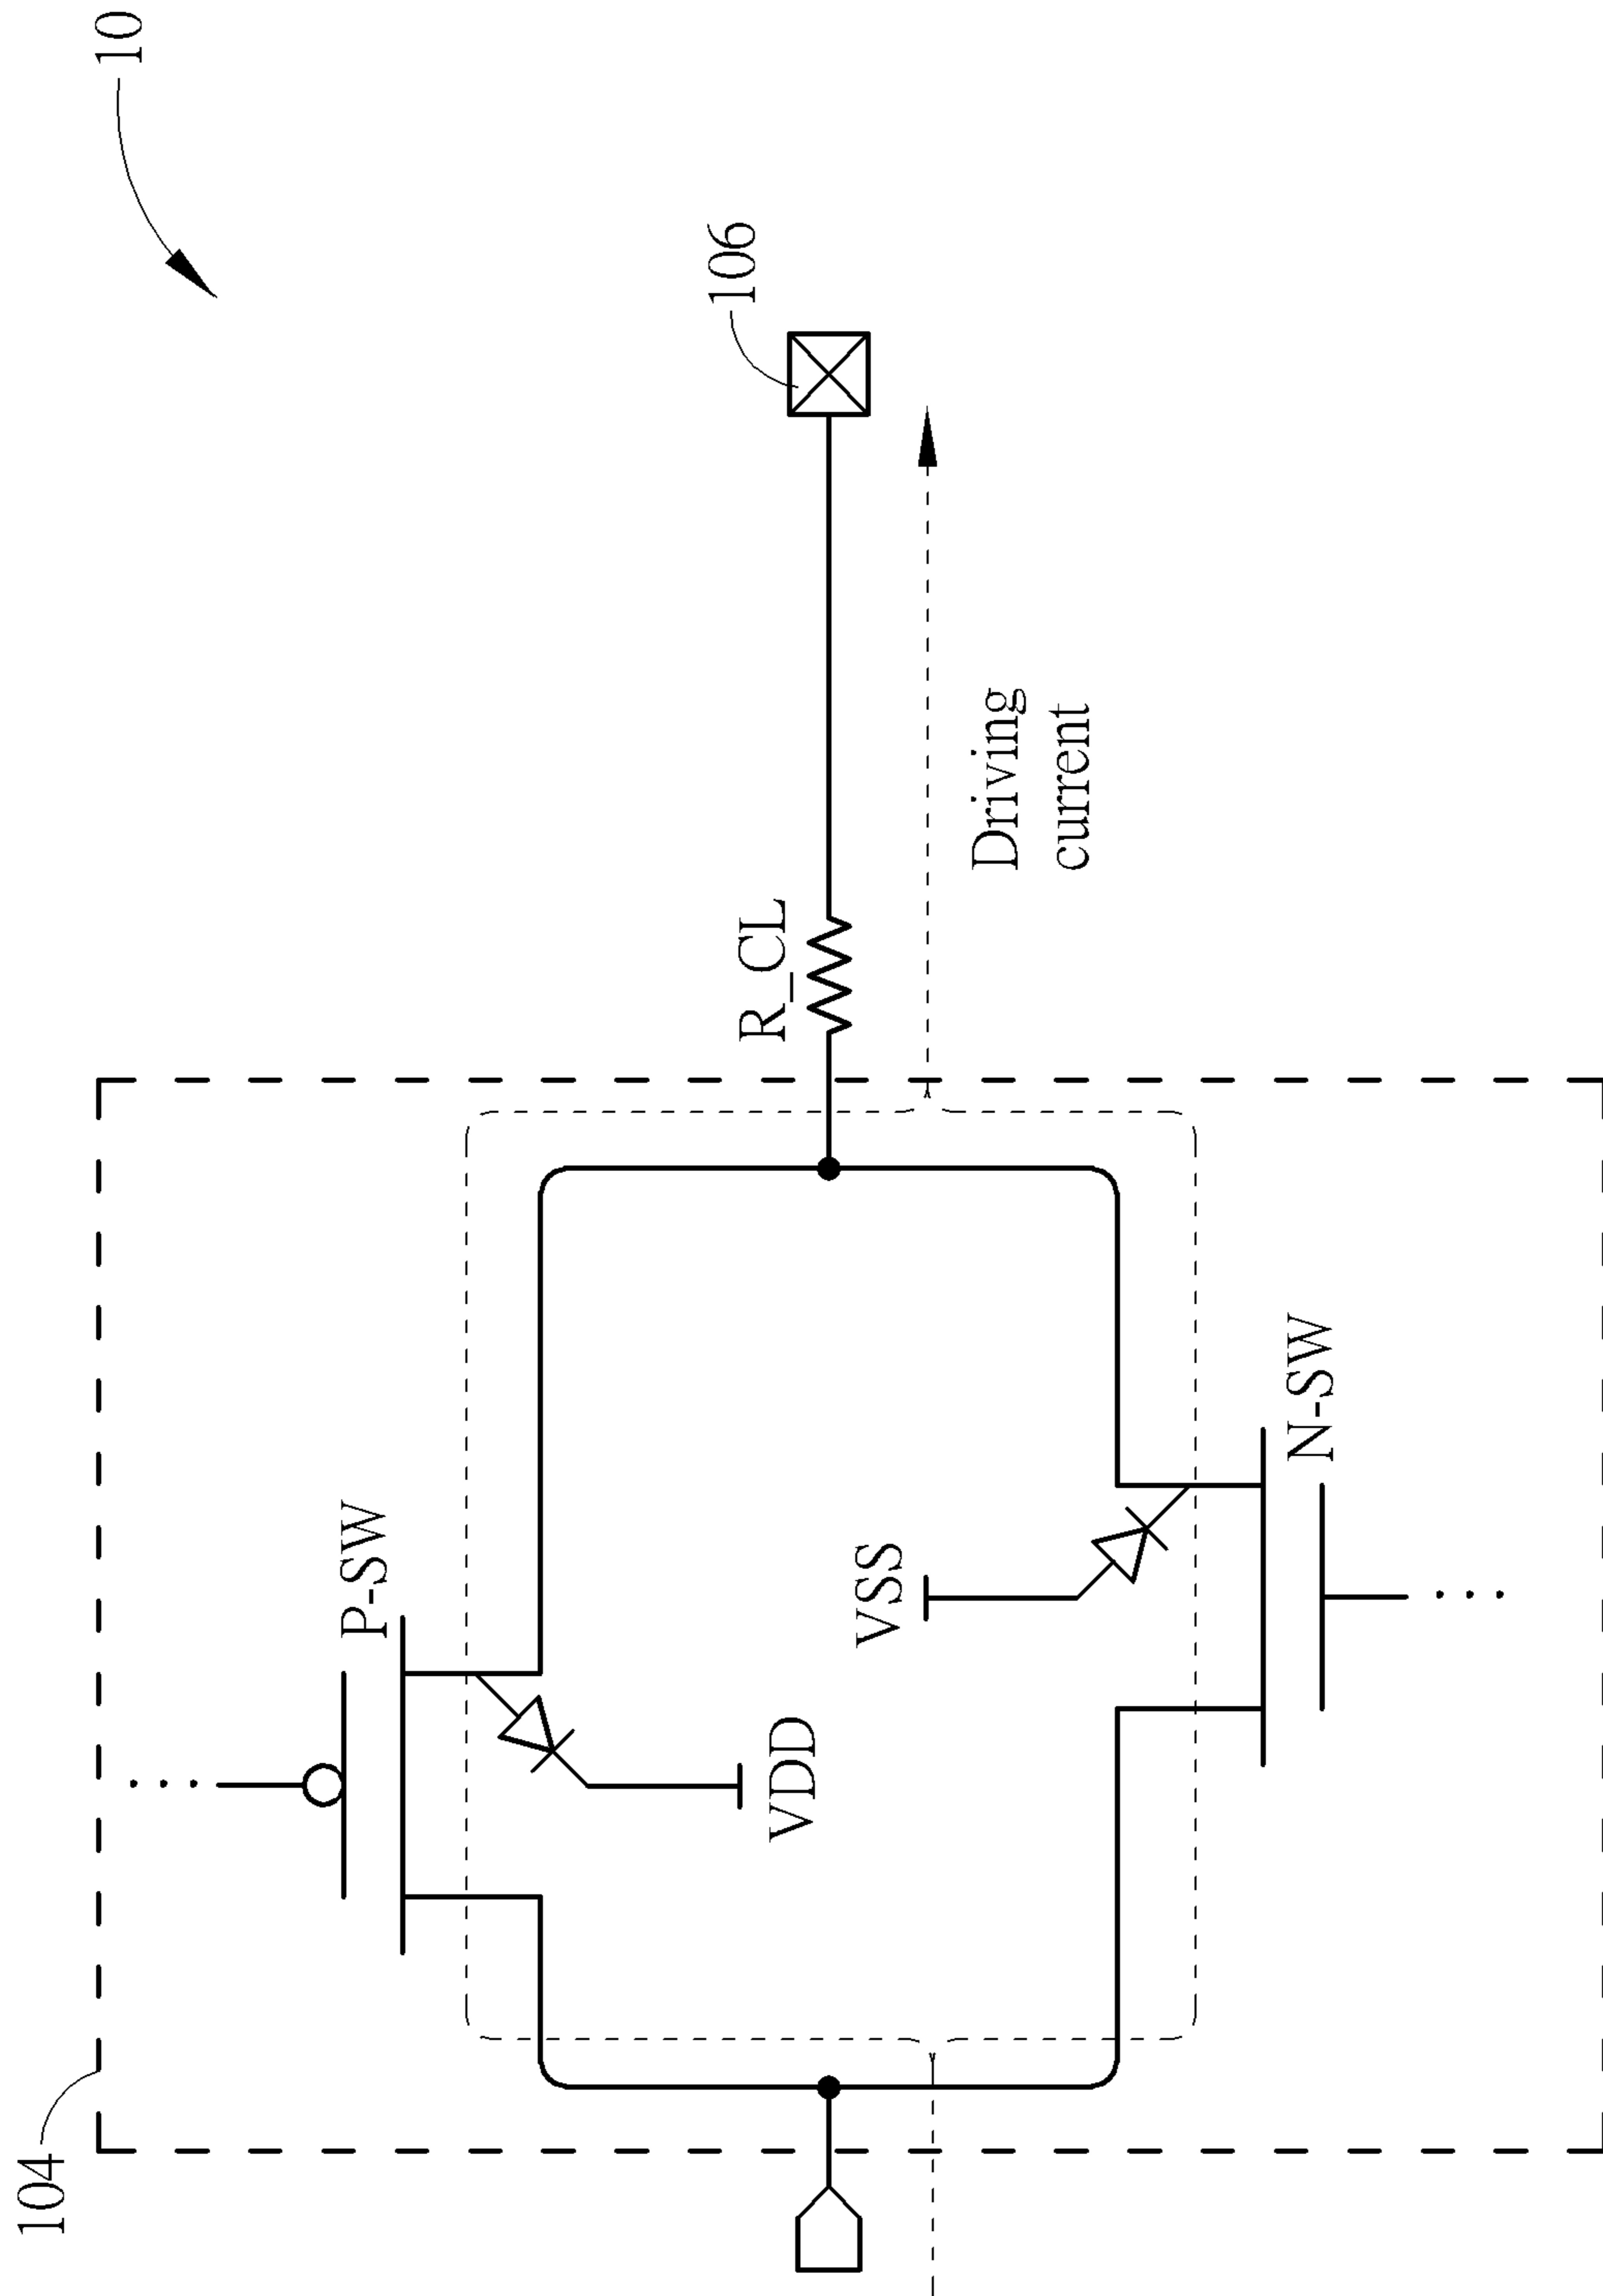 10
106
R_CL
Driving
current
P-SW
VSS
N-SW
VDD
104